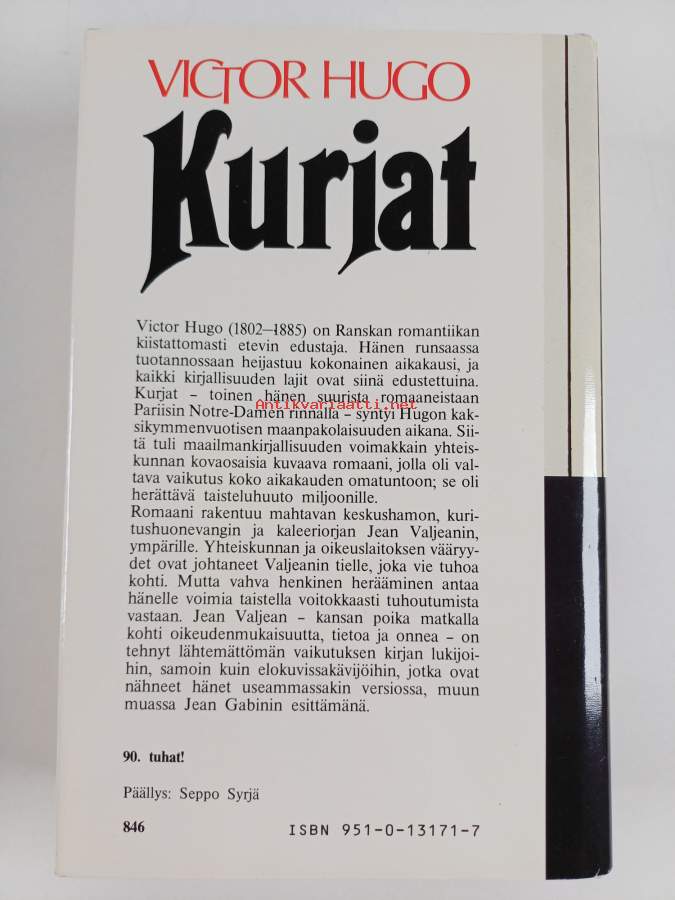 VICTOR HUGO
Kurjat
Victor Hugo (1802–1885) on Ranskan romantiikan
kiistattomasti etevin edustaja. Hänen runsaassa
tuotannossaan heijastuu kokonainen aikakausi, ja
kaikki kirjallisuuden lajit ovat siinä edustettuina.
Kurjat – toinen hänen suurista romaaneistaan
Antikvariaatti.net
Pariisin Notre-Damen rinnalla – syntyi Hugon kak-
sikymmenvuotisen maanpakolaisuuden aikana. Sii-
tä tuli maailmankirjallisuuden voimakkain yhteis-
kunnan kovaosaisia kuvaava romaani, jolla oli val-
tava vaikutus koko aikakauden omatuntoon; se oli
herättävä taisteluhuuto miljoonille.
Romaani rakentuu mahtavan keskushamon, kuri-
tushuonevangin ja kaleeriorjan Jean Valjeanin,
ympärille. Yhteiskunnan ja oikeuslaitoksen vääryy-
det ovat johtaneet Valjeanin tielle, joka vie tuhoa
kohti. Mutta vahva henkinen herääminen antaa
hänelle voimia taistella voitokkaasti tuhoutumista
vastaan. Jean Valjean – kansan poika matkalla
kohti oikeudenmukaisuutta, tietoa ja onnea – on
tehnyt lähtemättömän vaikutuksen kirjan lukijoi-
hin, samoin kuin elokuvissakävijöihin, jotka ovat
nähneet hänet useammassakin versiossa, muun
muassa Jean Gabinin esittämänä.
90. tuhat!
Päällys: Seppo Syrjä
846
ISBN 951-0-13171-7